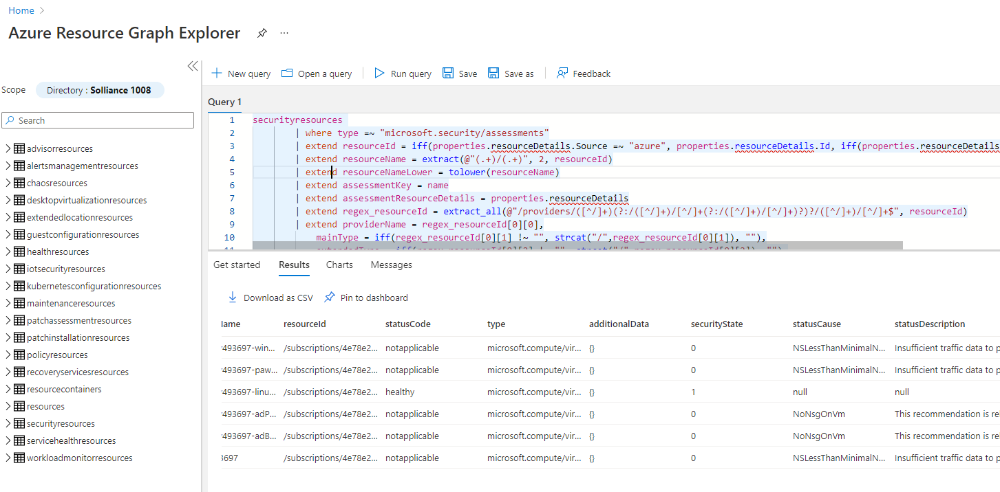 Home
Azure Resource Graph Explorer
Scope
Directory : Solliance 1008
Search
advisorresources
alertsmanagementresources
chaosresources
desktopvirtualizationresources
extendedlocationresources
guestconfigurationresources
healthresources
iotsecurityresources
kubernetesconfigurationresources
maintenanceresources
patchassessmentresources
patchinstallationresources
policyresources
recoveryservicesresources
resourcecontainers
resources
securityresources
servicehealthresources
workloadmonitorresources
New query Open a query Run query Save Save as Feedback
Query 1
1 securityresources
2 | where type =~ "microsoft.security/assessments"
3 | extend resourceId = iff(properties.resourceDetails.Source =~ "azure", properties.resourceDetails.Id, iff(properties.resourceDetails
4 | extend resourceName = extract(@"(.+)/(.+)", 2, resourceId)
5 | extend resourceNameLower = tolower(resourceName)
6 | extend assessmentKey = name
7 | extend assessmentResourceDetails = properties.resourceDetails
8 | extend regex_resourceId = extract_all(@"/providers/([^/]+)(?:/([^/]+)/[^/]+(?:/([^/]+)/[^/]+)?)?/([^/]+)/[^/]+$", resourceId)
9 | extend providerName = regex_resourceId[0][0],
10 mainType = iff(regex_resourceId[0][1] !~ "", strcat("/",regex_resourceId[0][1]), ""),
Get started Results Charts Messages
Download as CSV Pin to dashboard
Name resourceId statusCode type additionalData securityState statusCause statusDescription
493697-win... /subscriptions/4e78e2... notapplicable microsoft.compute/vir... {} 0 NSLessThanMinimalN... Insufficient traffic data to p
493697-paw... /subscriptions/4e78e2... notapplicable microsoft.compute/vir... {} 0 NSLessThanMinimalN... Insufficient traffic data to p
493697-linu... /subscriptions/4e78e2... healthy microsoft.compute/vir... {} 1 null null
493697-adP... /subscriptions/4e78e2... notapplicable microsoft.compute/vir... {} 0 NoNsgOnVm This recommendation is re
493697-adB... /subscriptions/4e78e2... notapplicable microsoft.compute/vir... {} 0 NoNsgOnVm This recommendation is re
3697 /subscriptions/4e78e2... notapplicable microsoft.compute/vir... {} 0 NSLessThanMinimalN... Insufficient traffic data to p